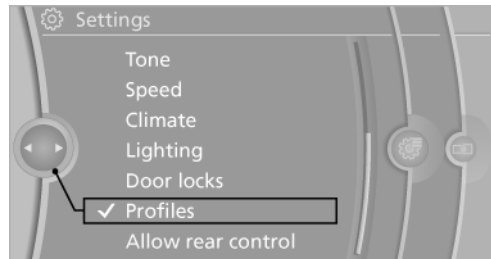 Settings
Tone
Speed
Climate
Lighting
Door locks
Profiles
Allow rear control